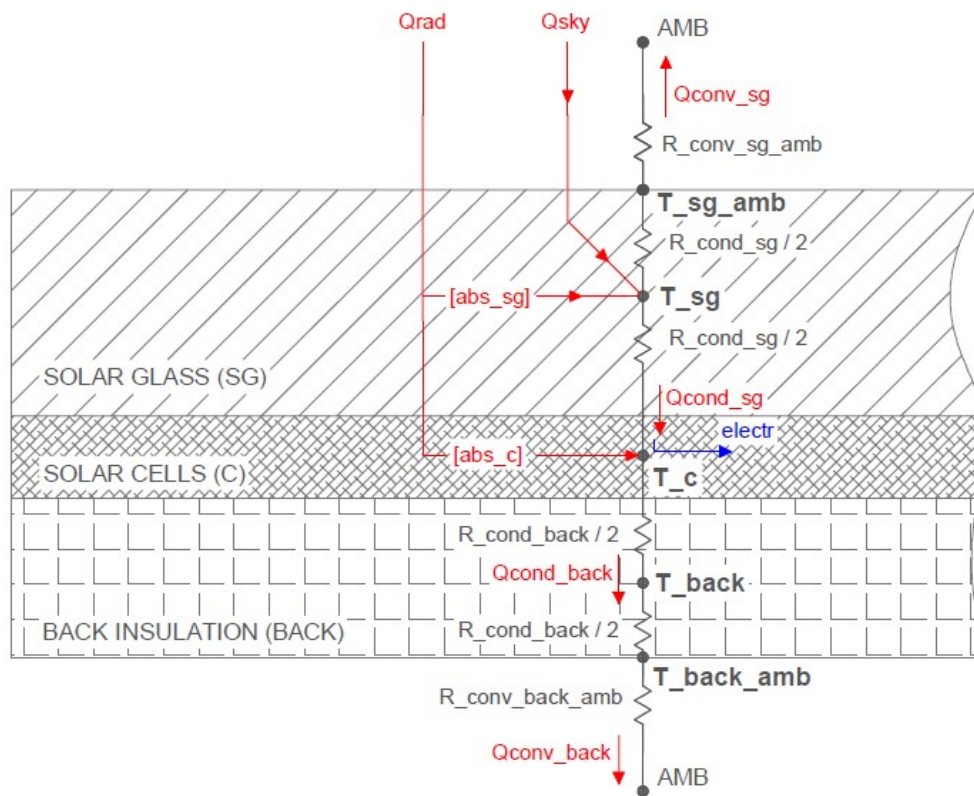 Qrad
Qsky
AMB
Qconv_sg
R_conv_sg_amb
T_sg_amb
R_cond_sg / 2
[abs_sg]
T_sg
R_cond_sg / 2
SOLAR GLASS (SG)
Qcond_sg
electr
[abs_c]
SOLAR CELLS (C)
T_c
R_cond_back / 2
Qcond_back
T_back
BACK INSULATION (BACK)
R_cond_back / 2
T_back_amb
R_conv_back_amb
Qconv_back
AMB